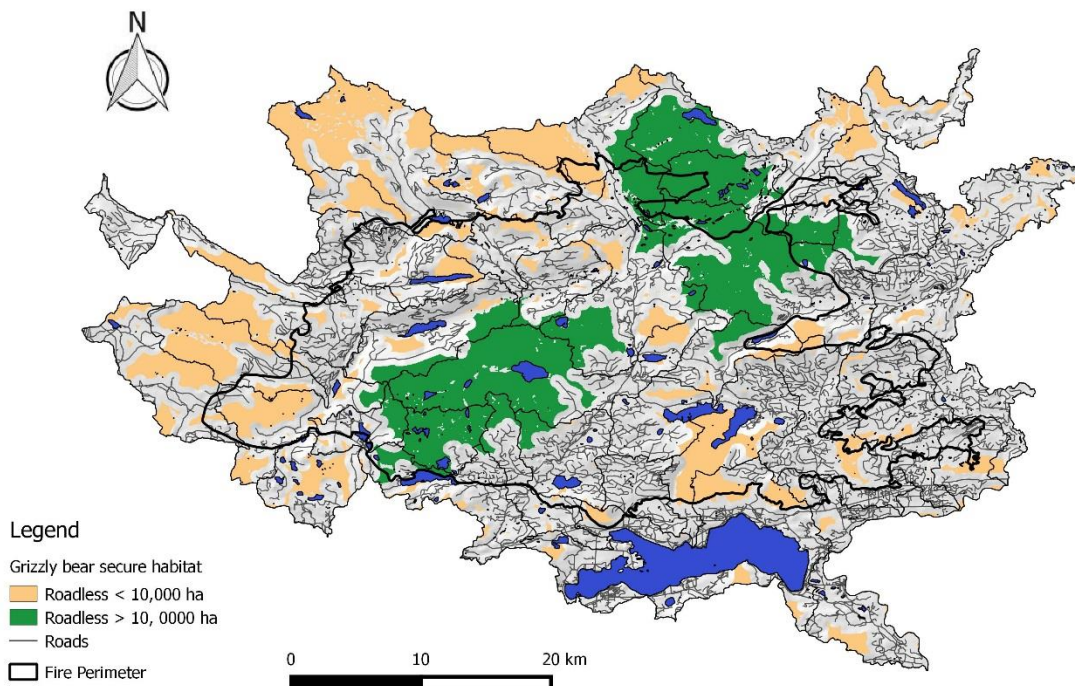 N
Legend
Grizzly bear secure habitat
Roadless < 10,000 ha
Roadless > 10, 0000 ha
Roads
Fire Perimeter
0 10 20 km